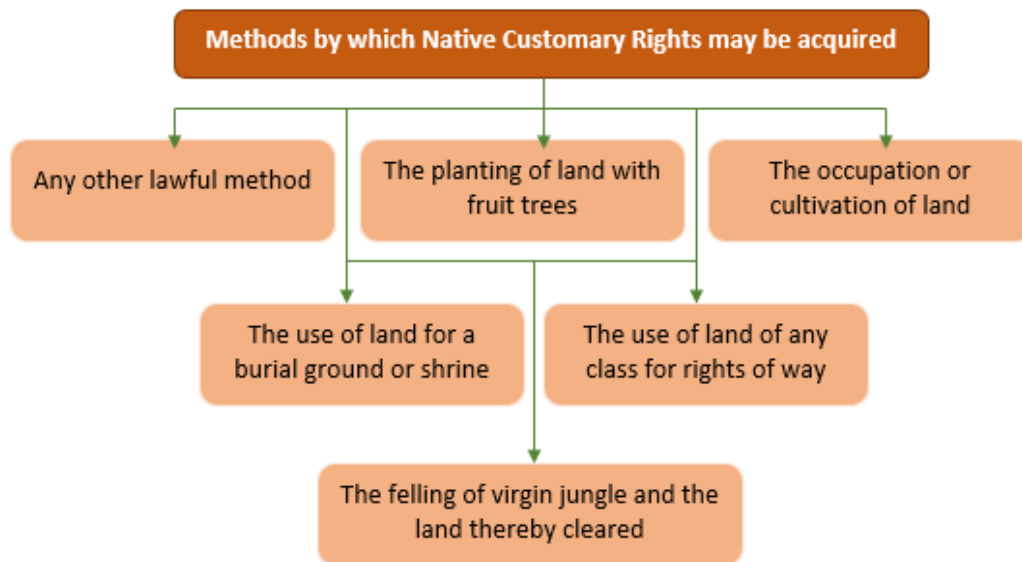 Methods by which Native Customary Rights may be acquired
Any other lawful method
The planting of land with
fruit trees
The occupation or
cultivation of land
The use of land for a
burial ground or shrine
The use of land of any
class for rights of way
The felling of virgin jungle and the
land thereby cleared